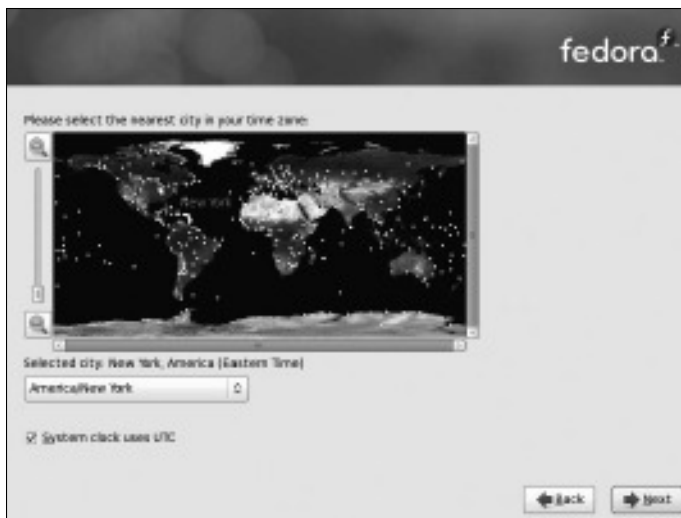 fedora
f
Please select the nearest city in your time zone:
New York
Selected city: New York, America (Eastern Time)
America/New York
System clock uses UTC
Back
Next